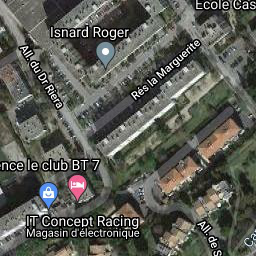 Ecole Cas
Isnard Roger
Rés la Marguerite
All. du Dr Riera
ence le club BT 7
IT Concept Racing
Magasin d'électronique
All. de S
Ca